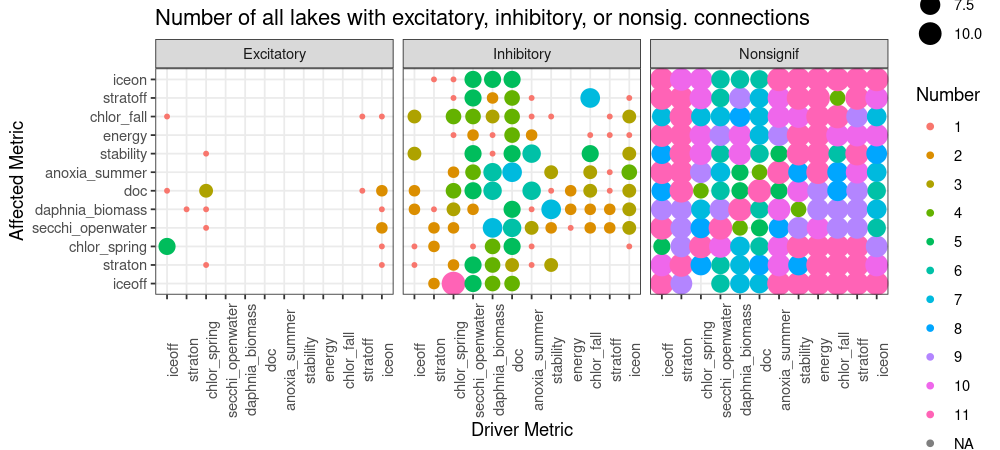 Number of all lakes with excitatory, inhibitory, or nonsig. connections
Excitatory
Inhibitory
Nonsignif
Affected Metric
iceon
stratoff
chlor_fall
energy
stability
anoxia_summer
doc
daphnia_biomass
secchi_openwater
chlor_spring
straton
iceoff
iceoff
straton
chlor_spring
secchi_openwater
daphnia_biomass
doc
anoxia_summer
stability
energy
chlor_fall
stratoff
iceon
iceoff
straton
chlor_spring
secchi_openwater
daphnia_biomass
doc
anoxia_summer
stability
energy
chlor_fall
stratoff
iceon
iceoff
straton
chlor_spring
secchi_openwater
daphnia_biomass
doc
anoxia_summer
stability
energy
chlor_fall
stratoff
iceon
Driver Metric
7.5
10.0
Number
1
2
3
4
5
6
7
8
9
10
11
NA